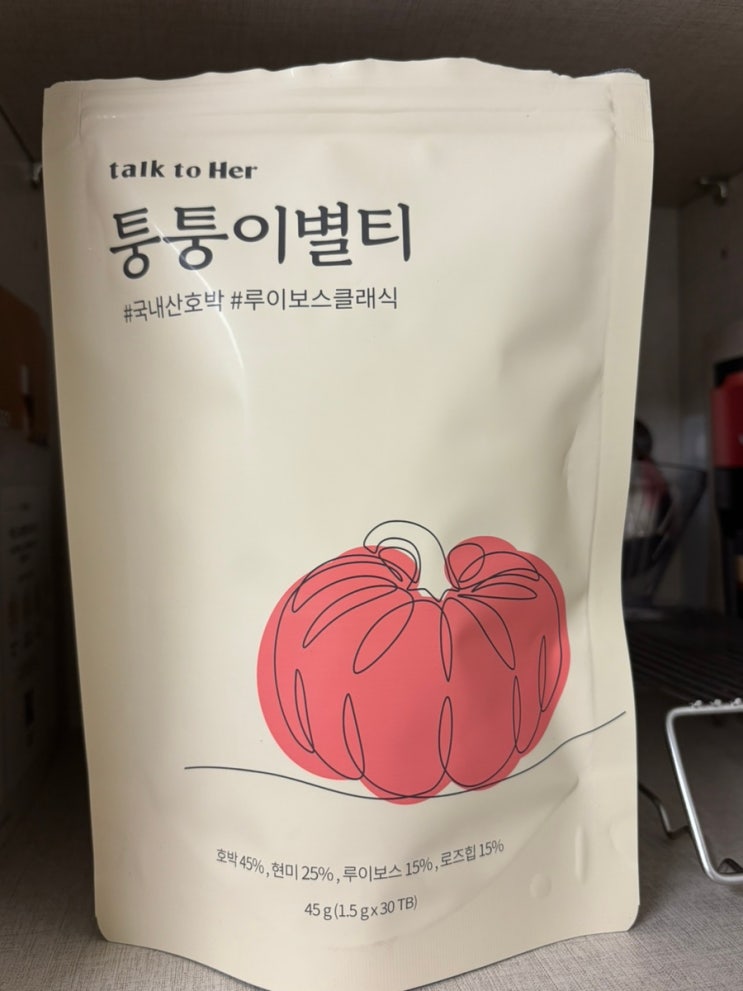 talk to Her
퉁퉁이별티
#국내산호박 #루이보스클래식
호박 45%, 현미 25%, 루이보스 15%, 로즈힙 15%
45 g (1.5 g x 30 TB)